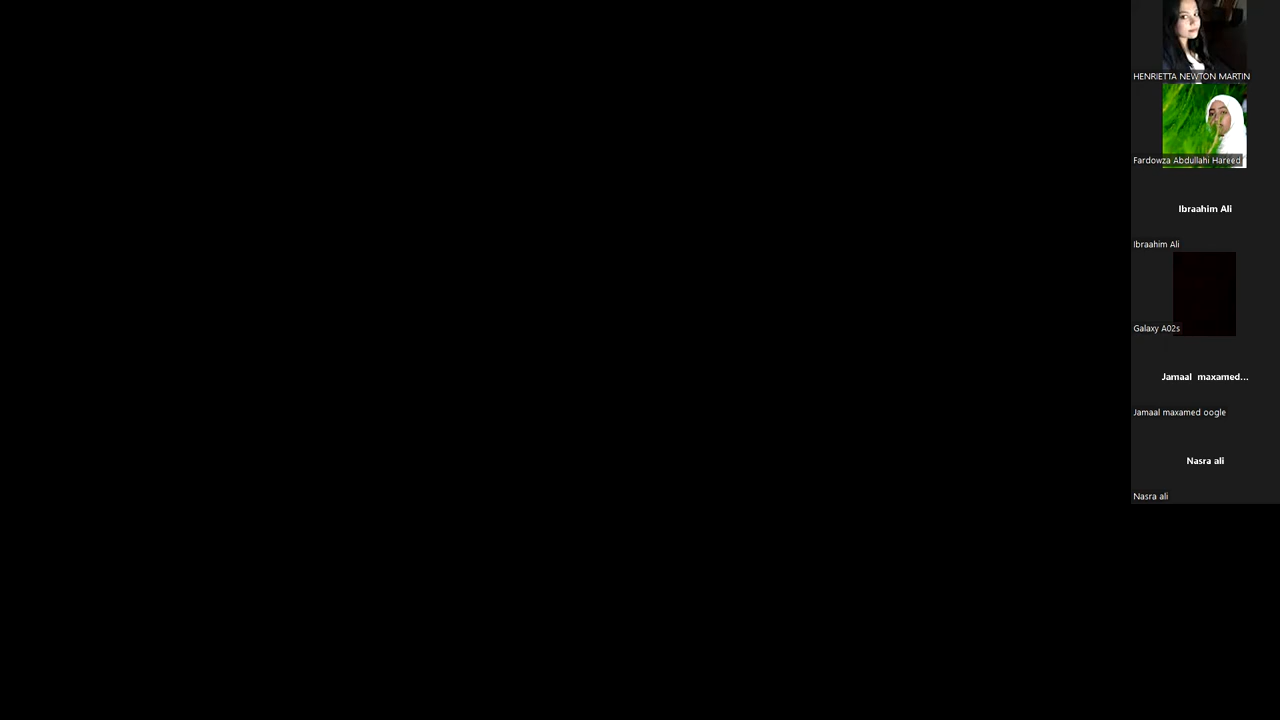 HENRIETTA NEWTON MARTIN
Fardowza Abdullahi Hareed
Ibraahim Ali
Ibraahim Ali
Galaxy A02s
Jamaal maxamed...
Jamaal maxamed oogle
Nasra ali
Nasra ali